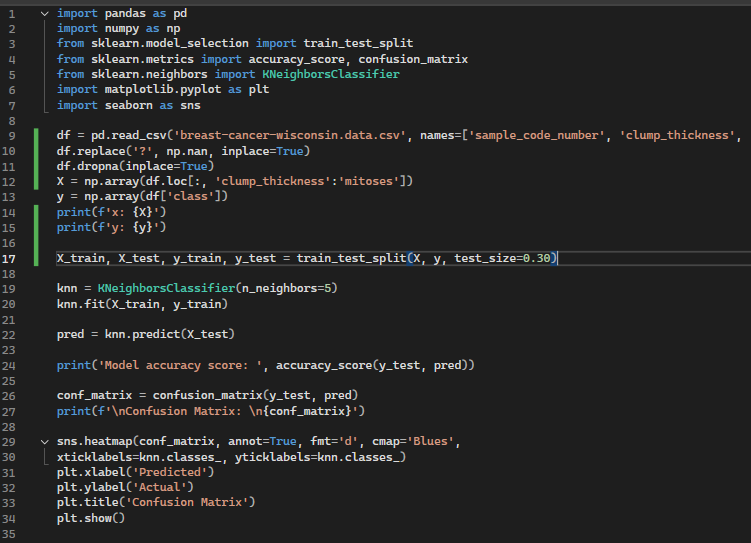 1 import pandas as pd
2 import numpy as np
3 from sklearn.model_selection import train_test_split
4 from sklearn.metrics import accuracy_score, confusion_matrix
5 from sklearn.neighbors import KNeighborsClassifier
6 import matplotlib.pyplot as plt
7 import seaborn as sns
8
9 df = pd.read_csv('breast-cancer-wisconsin.data.csv', names=['sample_code_number', 'clump_thickness',
10 df.replace('?', np.nan, inplace=True)
11 df.dropna(inplace=True)
12 X = np.array(df.loc[:, 'clump_thickness':'mitoses'])
13 y = np.array(df['class'])
14 print(f'x: {X}')
15 print(f'y: {y}')
16
17 X_train, X_test, y_train, y_test = train_test_split(X, y, test_size=0.30)
18
19 knn = KNeighborsClassifier(n_neighbors=5)
20 knn.fit(X_train, y_train)
21
22 pred = knn.predict(X_test)
23
24 print('Model accuracy score: ', accuracy_score(y_test, pred))
25
26 conf_matrix = confusion_matrix(y_test, pred)
27 print(f'\nConfusion Matrix: \n{conf_matrix}')
28
29 sns.heatmap(conf_matrix, annot=True, fmt='d', cmap='Blues',
30 xticklabels=knn.classes_, yticklabels=knn.classes_)
31 plt.xlabel('Predicted')
32 plt.ylabel('Actual')
33 plt.title('Confusion Matrix')
34 plt.show()
35